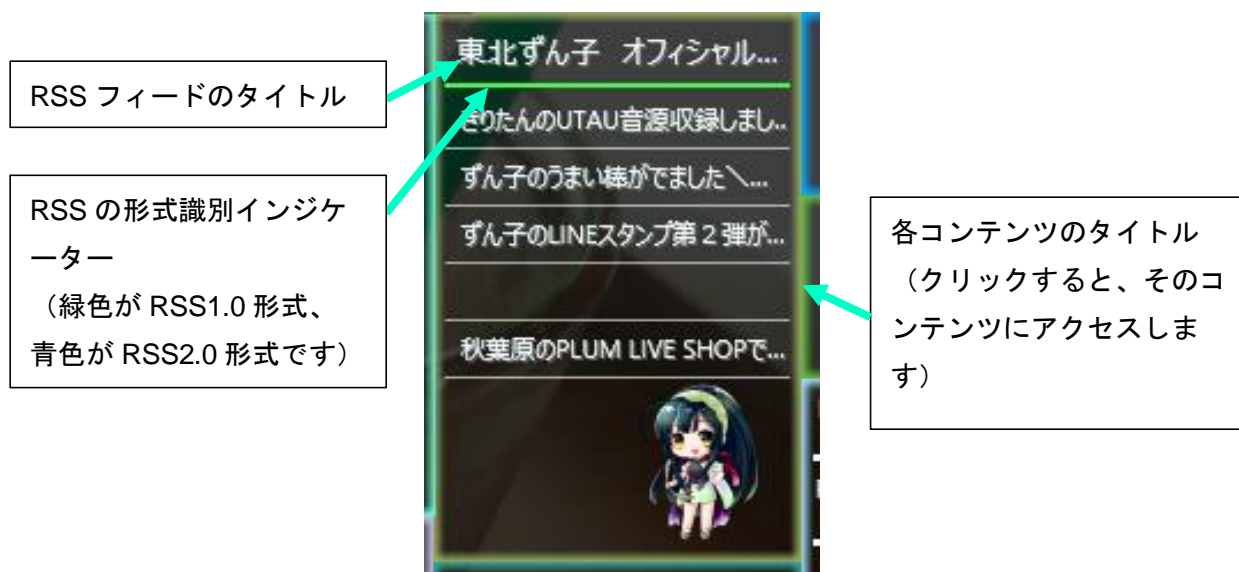 RSS フィードのタイトル
RSS の形式識別インジケ
ーター
（緑色が RSS1.0 形式、
青色が RSS2.0 形式です）
東北ずん子　オフィシャル...
きりたんのUTAU音源収録しまし..
ずん子のうまい棒がでました＼...
ずん子のLINEスタンプ第２弾が...
秋葉原のPLUM LIVE SHOPで...
各コンテンツのタイトル
（クリックすると、そのコ
ンテンツにアクセスしま
す）